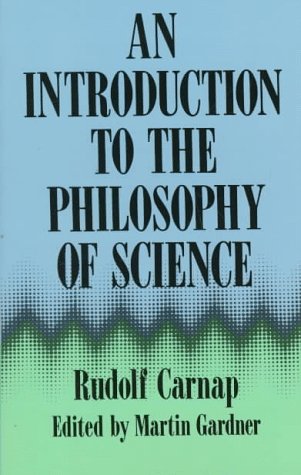 AN
INTRODUCTION
TO THE
PHILOSOPHY
OF SCIENCE
Rudolf Carnap
Edited by Martin Gardner